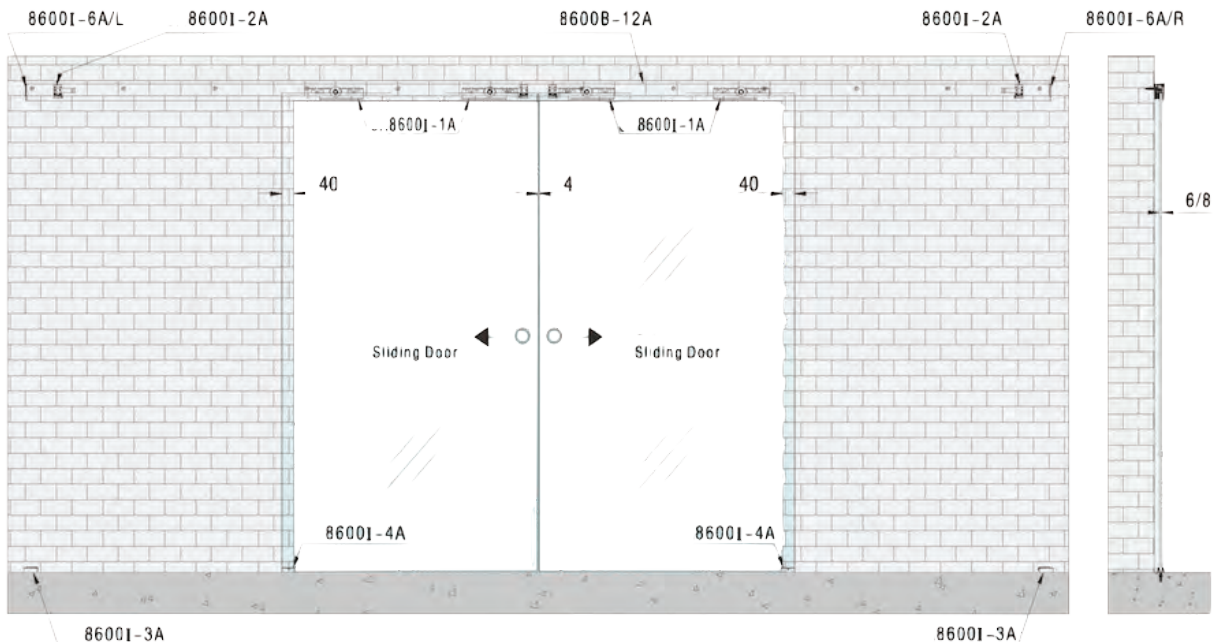 8600I-6A/L 8600I-2A 8600B-12A 8600I-2A 8600I-6A/R
8600I-1A 8600I-1A
40 4 40
6/8
Sliding Door Sliding Door
8600I-4A 8600I-4A
8600I-3A 8600I-3A